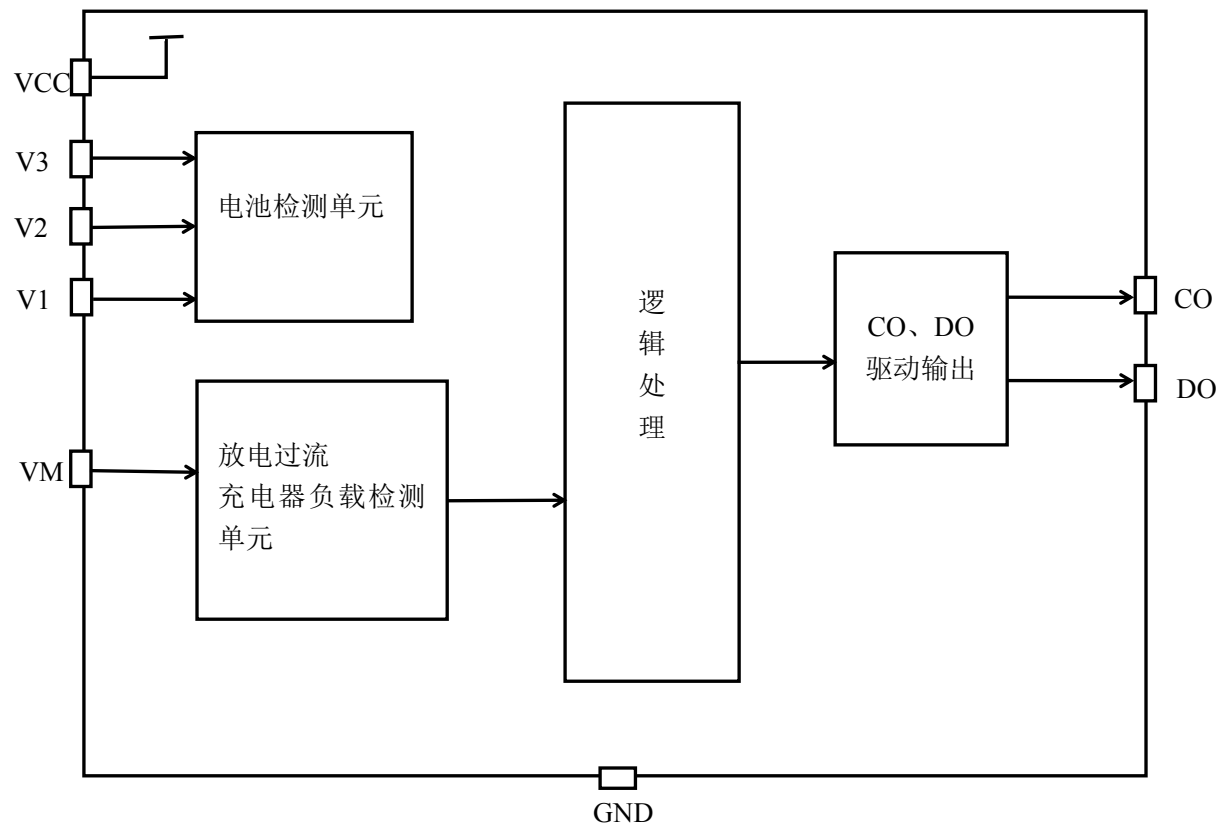 VCC
V3
V2
V1
VM
电池检测单元
放电过流
充电器负载检测
单元
逻
辑
处
理
CO、DO
驱动输出
CO
DO
GND